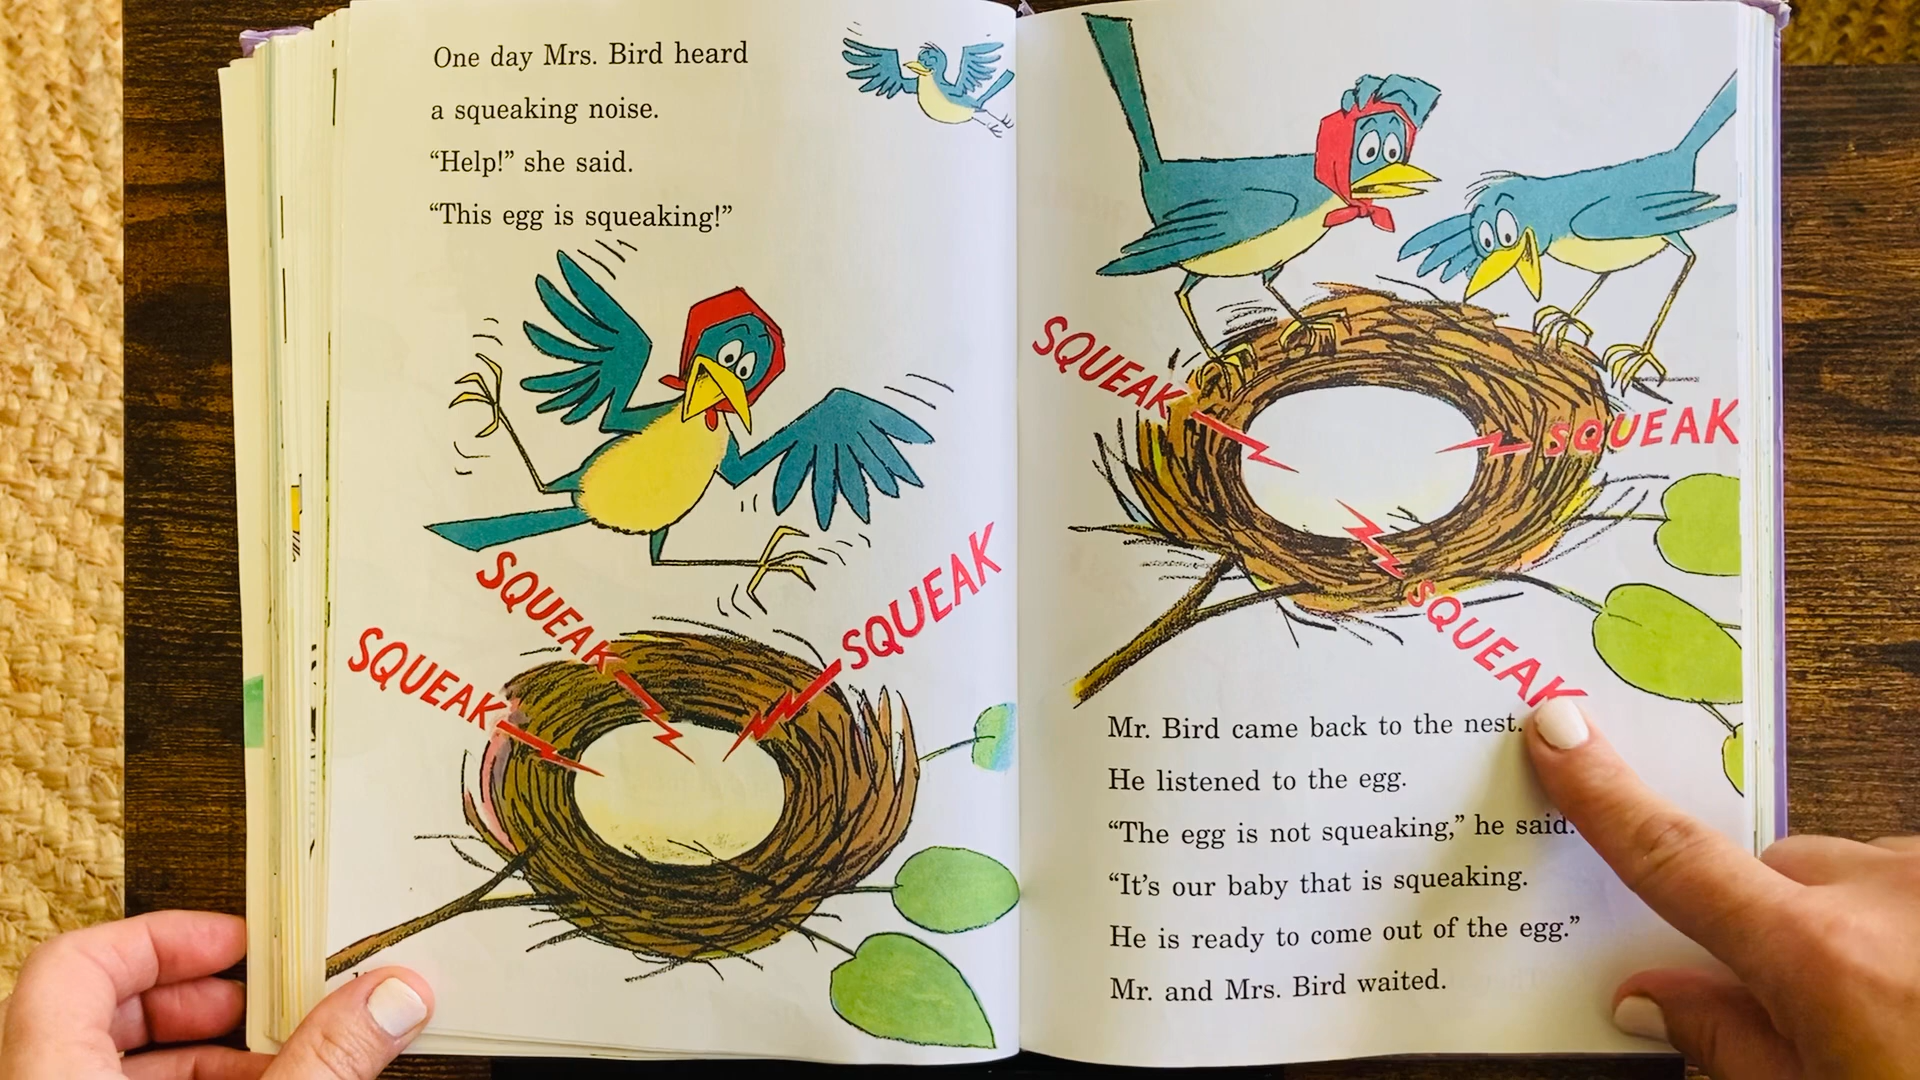 One day Mrs. Bird heard
a squeaking noise.
“Help!” she said.
“This egg is squeaking!”
SQUEAK
SQUEAK
SQUEAK
SQUEAK
SQUEAK
SQUEAK
Mr. Bird came back to the nest.
He listened to the egg.
“The egg is not squeaking,” he said.
“It’s our baby that is squeaking.
He is ready to come out of the egg.”
Mr. and Mrs. Bird waited.